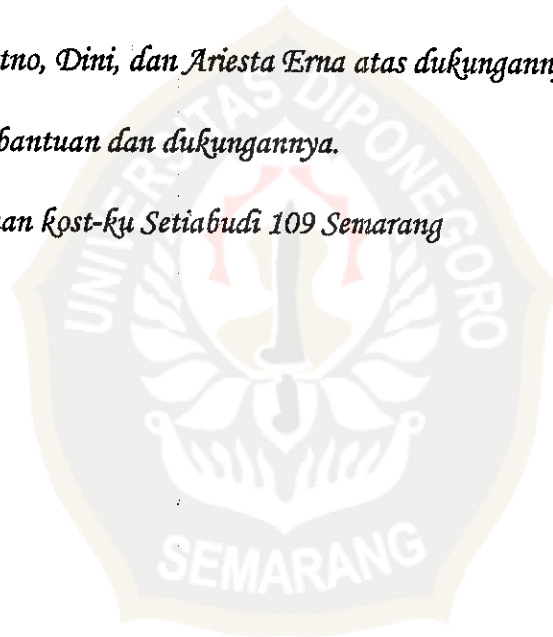 tno, Dini, dan Ariesta Erna atas dukungann
bantuan dan dukungannya.
an kost-ku Setiabudi 109 Semarang
UNIVERSITAS DIPONEGORO
SEMARANG